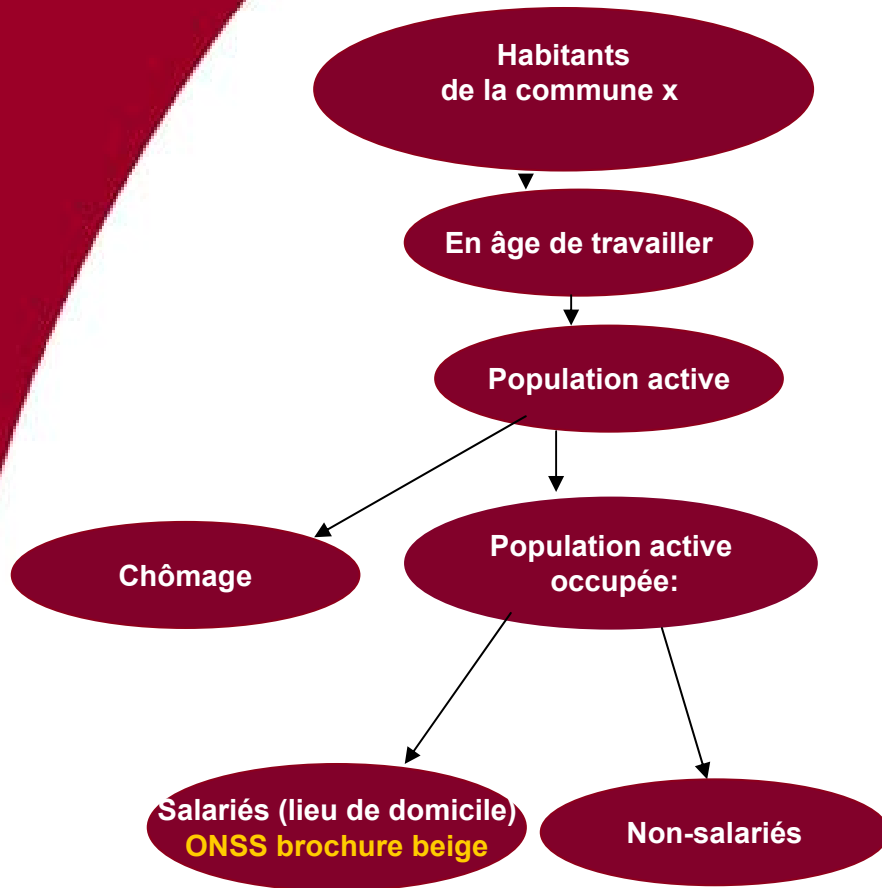 Habitants
de la commune x
En âge de travailler
Population active
Chômage
Population active
occupée:
Salariés (lieu de domicile)
ONSS brochure beige
Non-salariés